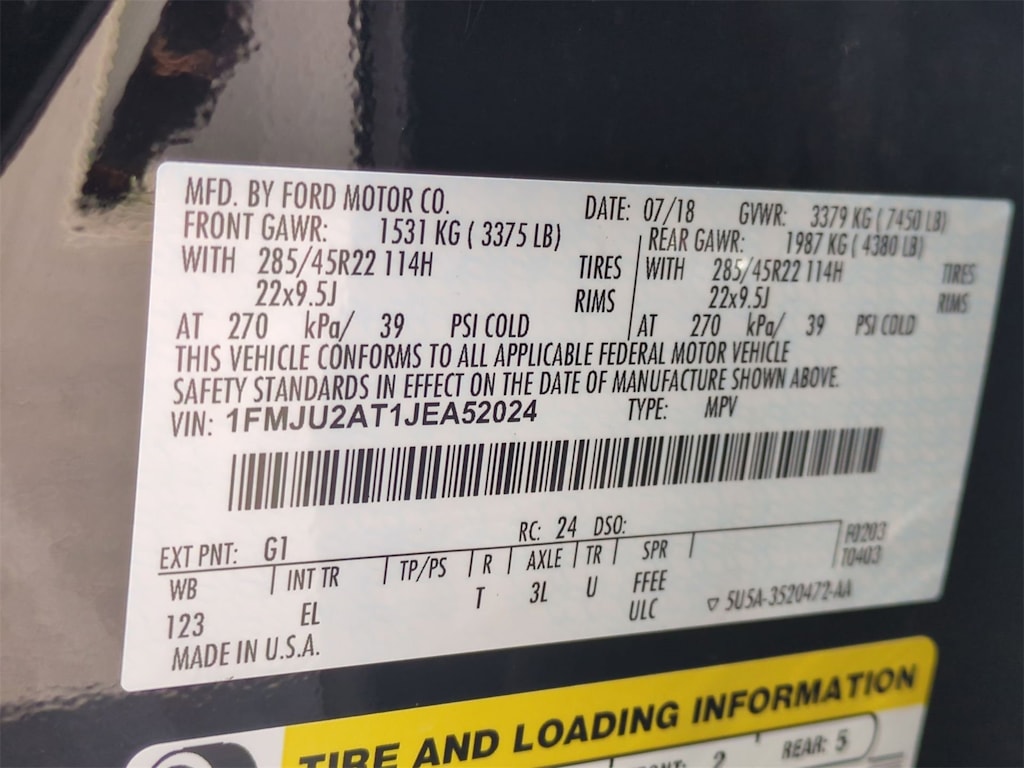 MFD. BY FORD MOTOR CO. DATE: 07/18 GVWR: 3379 KG ( 7450 LB)
FRONT GAWR: 1531 KG ( 3375 LB) REAR GAWR: 1987 KG ( 4380 LB)
WITH 285/45R22 114H TIRES WITH 285/45R22 114H TIRES
22x9.5J RIMS 22x9.5J RIMS
AT 270 kPa/ 39 PSI COLD AT 270 kPa/ 39 PSI COLD
THIS VEHICLE CONFORMS TO ALL APPLICABLE FEDERAL MOTOR VEHICLE
SAFETY STANDARDS IN EFFECT ON THE DATE OF MANUFACTURE SHOWN ABOVE.
VIN: 1FMJU2AT1JEA52024 TYPE: MPV
EXT PNT: G1 RC: 24 DSO: F0203
WB INT TR TP/PS R AXLE TR SPR T0403
123 EL T 3L U FFEE
ULC ▽ 5U5A-3520472-AA
MADE IN U.S.A.
TIRE AND LOADING INFORMATION
2 REAR: 5